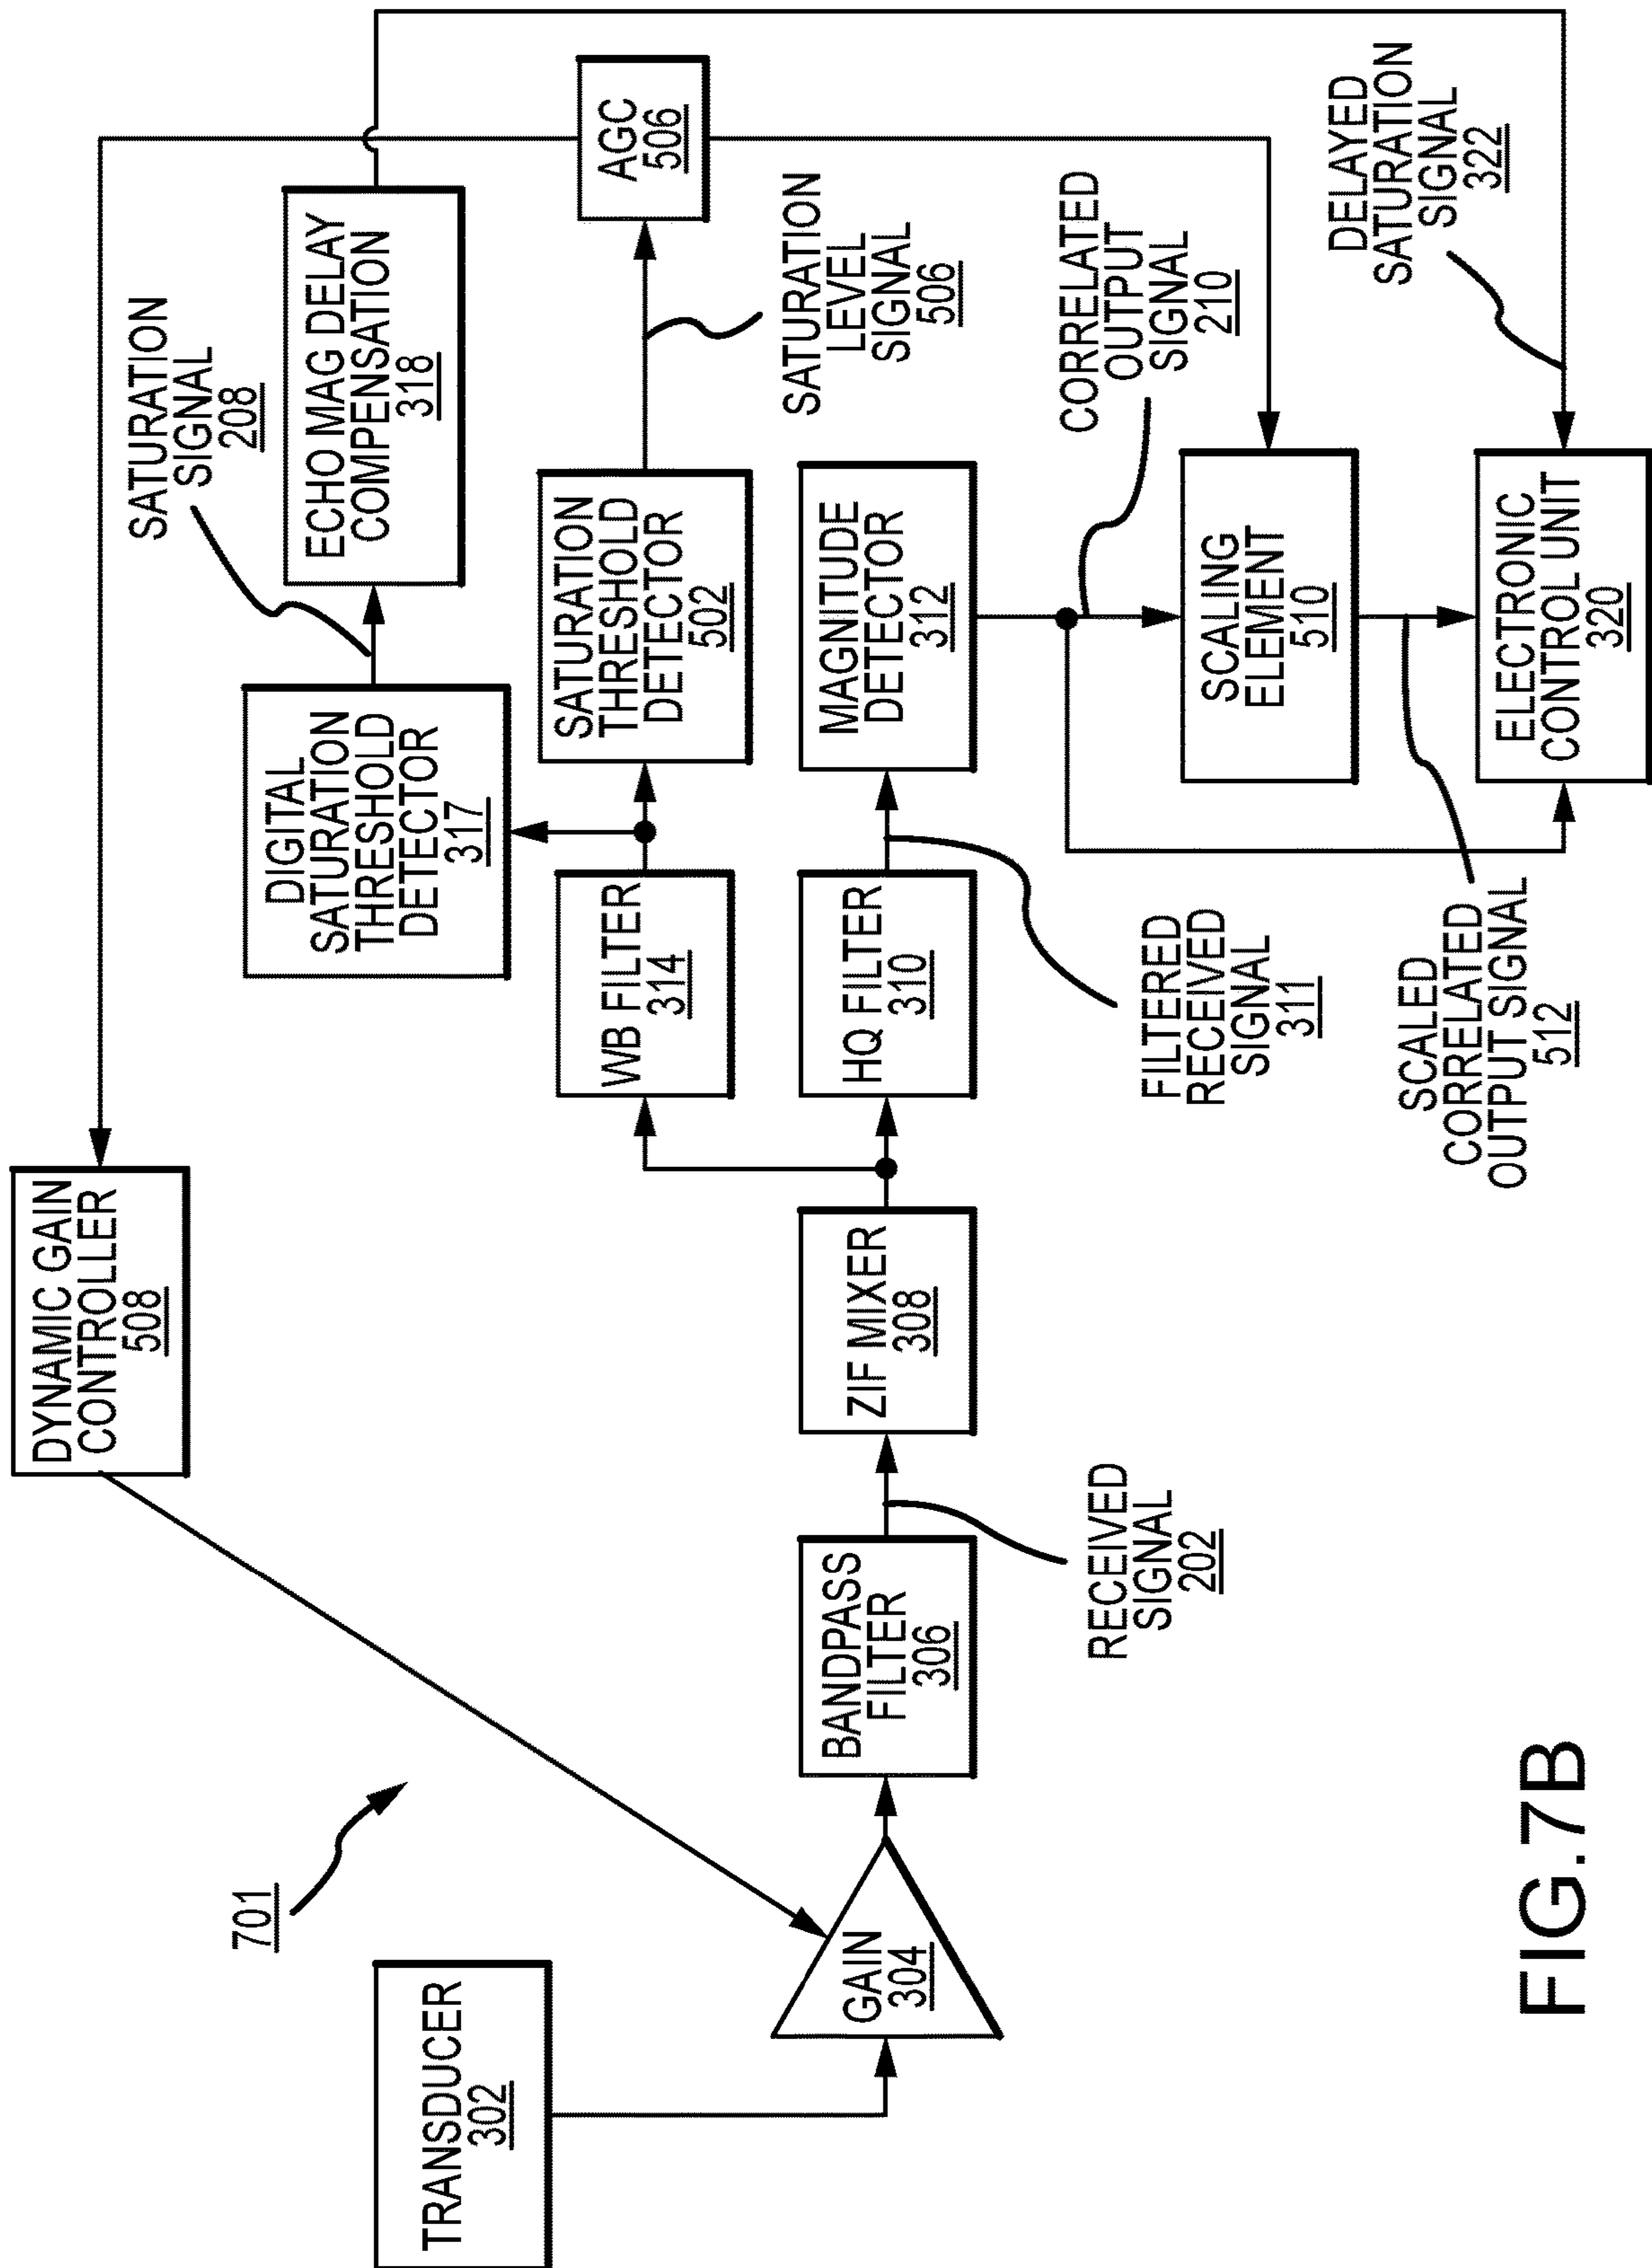 DYNAMIC GAIN
CONTROLLER
508
701
TRANSDUCER
302
GAIN
304
BANDPASS
FILTER
306
RECEIVED
SIGNAL
202
ZIF MIXER
308
WB FILTER
314
HQ FILTER
310
FILTERED
RECEIVED
SIGNAL
311
DIGITAL
SATURATION
THRESHOLD
DETECTOR
317
SATURATION
SIGNAL
208
ECHO MAG DELAY
COMPENSATION
318
SATURATION
THRESHOLD
DETECTOR
502
SATURATION
LEVEL
SIGNAL
506
AGC
506
MAGNITUDE
DETECTOR
312
CORRELATED
OUTPUT
SIGNAL
210
SCALING
ELEMENT
510
SCALED
CORRELATED
OUTPUT SIGNAL
512
ELECTRONIC
CONTROL UNIT
320
DELAYED
SATURATION
SIGNAL
322
FIG.7B